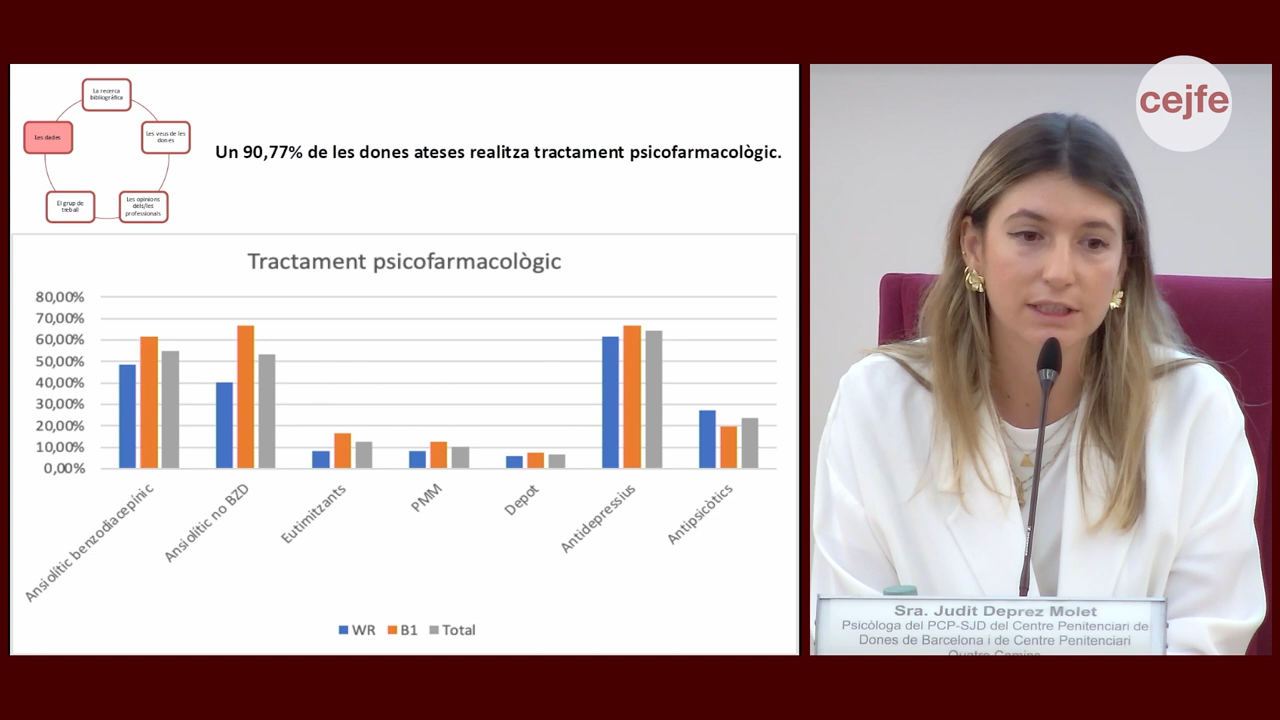 La recerca
bibliogràfica
Les dades
Les veus de les
dones
El grup de
treball
Les opinions
dels/les
professionals
Un 90,77% de les dones ateses realitza tractament psicofarmacològic.
Tractament psicofarmacològic
80,00%
70,00%
60,00%
50,00%
40,00%
30,00%
20,00%
10,00%
0,00%
Ansiolític benzodiacepínic
Ansiolític no BZD
Eutimitzants
PMM
Depot
Antidepressius
Antipsicòtics
WR B1 Total
cejfe
Sra. Judit Deprez Molet
Psicòloga del PCP-SJD del Centre Penitenciari de
Dones de Barcelona i de Centre Penitenciari
Quatre Camins